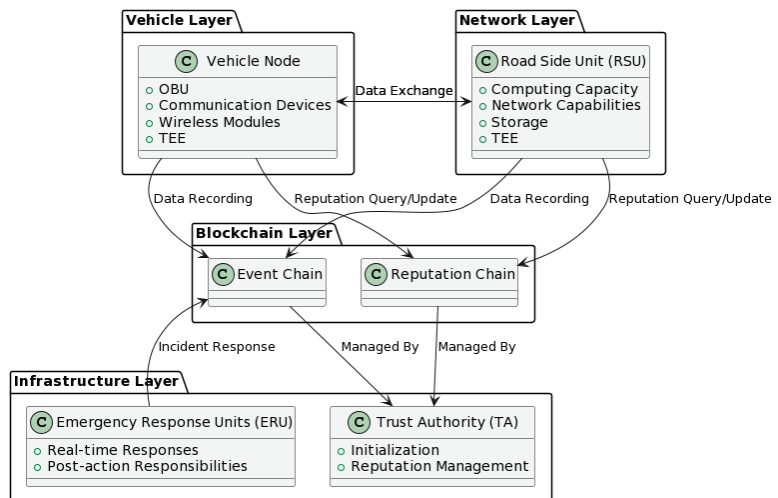 Vehicle Layer
Network Layer
C Vehicle Node
OBU
Communication Devices
Wireless Modules
TEE
Data Exchange
C Road Side Unit (RSU)
Computing Capacity
Network Capabilities
Storage
TEE
Data Recording
Reputation Query/Update
Data Recording
Reputation Query/Update
Blockchain Layer
C Event Chain
C Reputation Chain
Incident Response
Managed By
Managed By
Infrastructure Layer
C Emergency Response Units (ERU)
Real-time Responses
Post-action Responsibilities
C Trust Authority (TA)
Initialization
Reputation Management